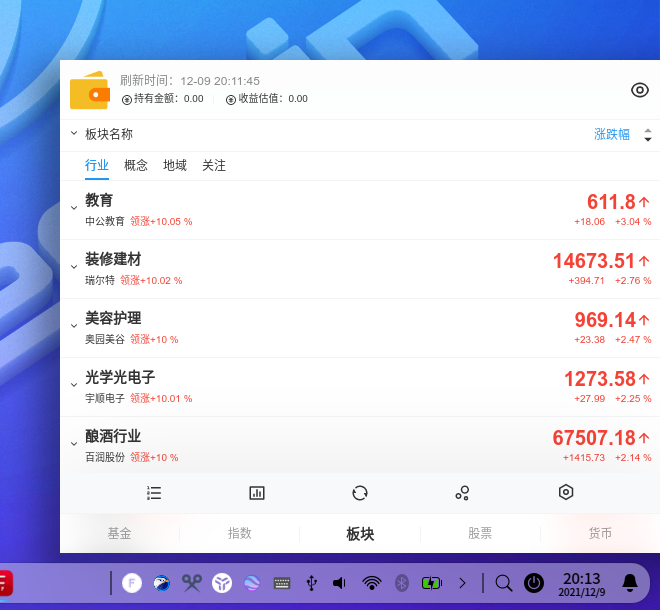 刷新时间：12-09 20:11:45
持有金额：0.00 收益估值：0.00
板块名称 涨跌幅
行业 概念 地域 关注
教育 611.8
中公教育 领涨+10.05 % +18.06 +3.04 %
装修建材 14673.51
瑞尔特 领涨+10.02 % +394.71 +2.76 %
美容护理 969.14
奥园美谷 领涨+10 % +23.38 +2.47 %
光学光电子 1273.58
宇顺电子 领涨+10.01 % +27.99 +2.25 %
酿酒行业 67507.18
百润股份 领涨+10 % +1415.73 +2.14 %
基金 指数 板块 股票 货币
F 20:13
2021/12/9